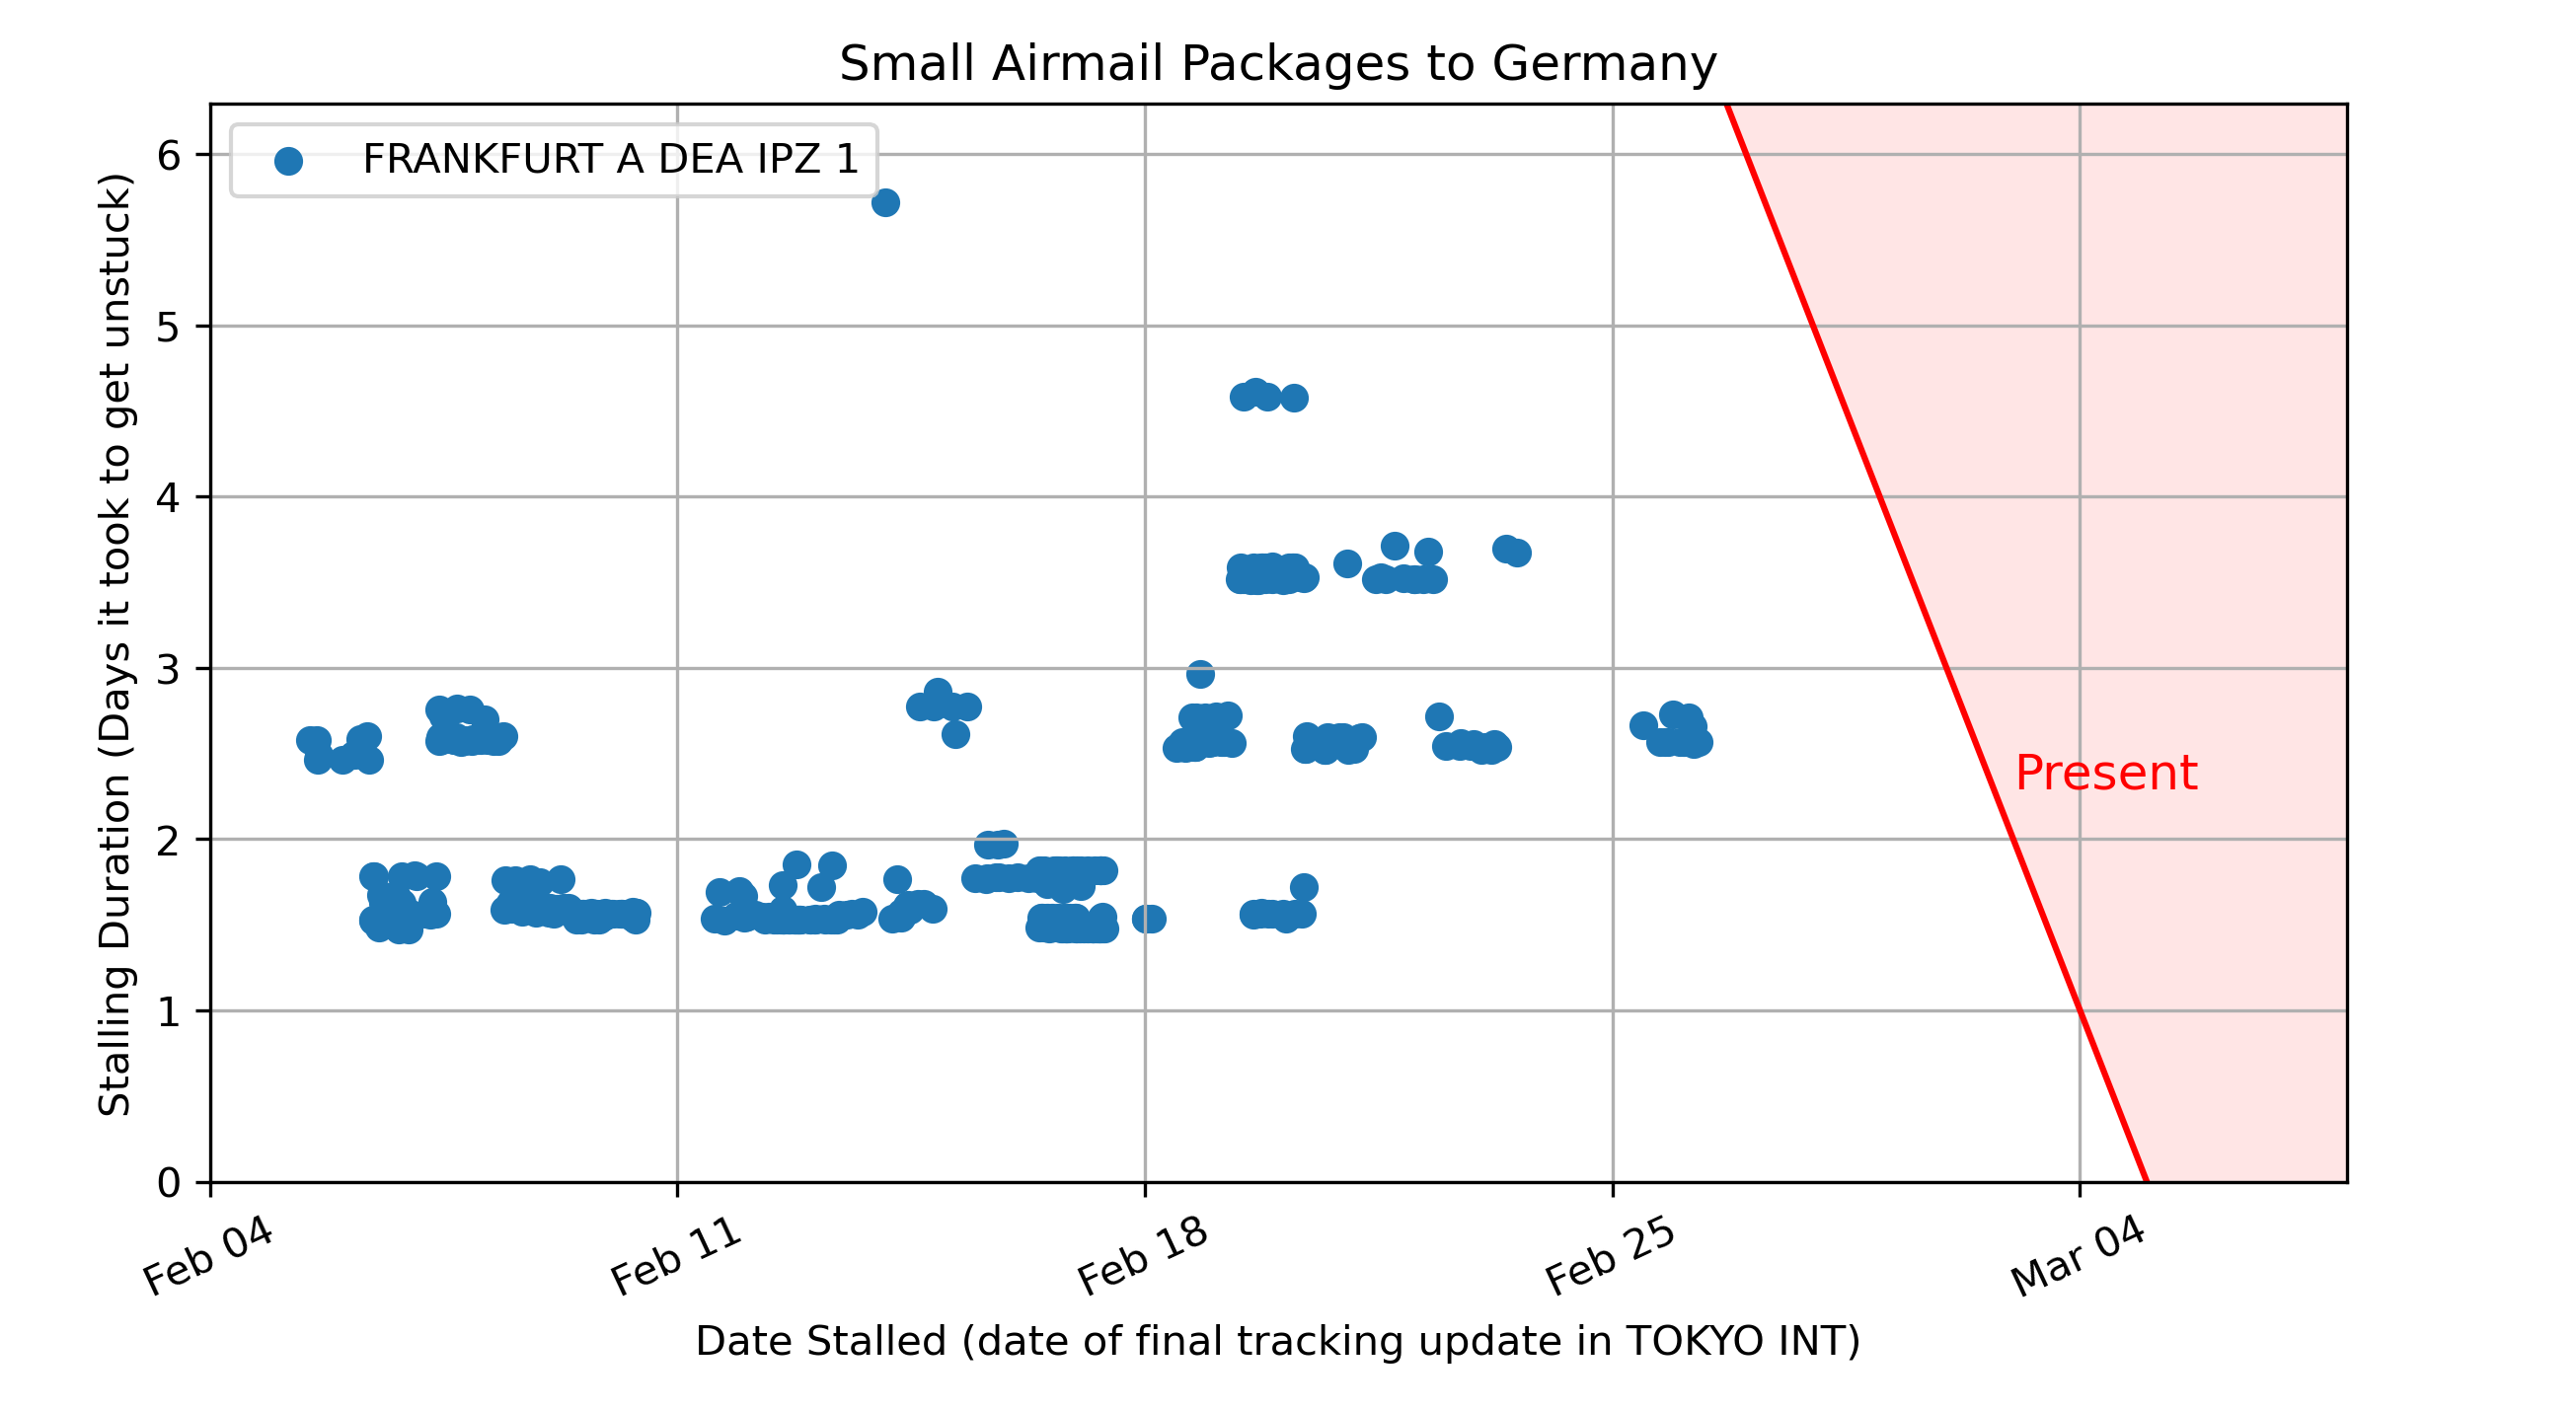 Small Airmail Packages to Germany
FRANKFURT A DEA IPZ 1
Stalling Duration (Days it took to get unstuck)
6
5
4
3
2
1
0
Present
Feb 04
Feb 11
Feb 18
Feb 25
Mar 04
Date Stalled (date of final tracking update in TOKYO INT)